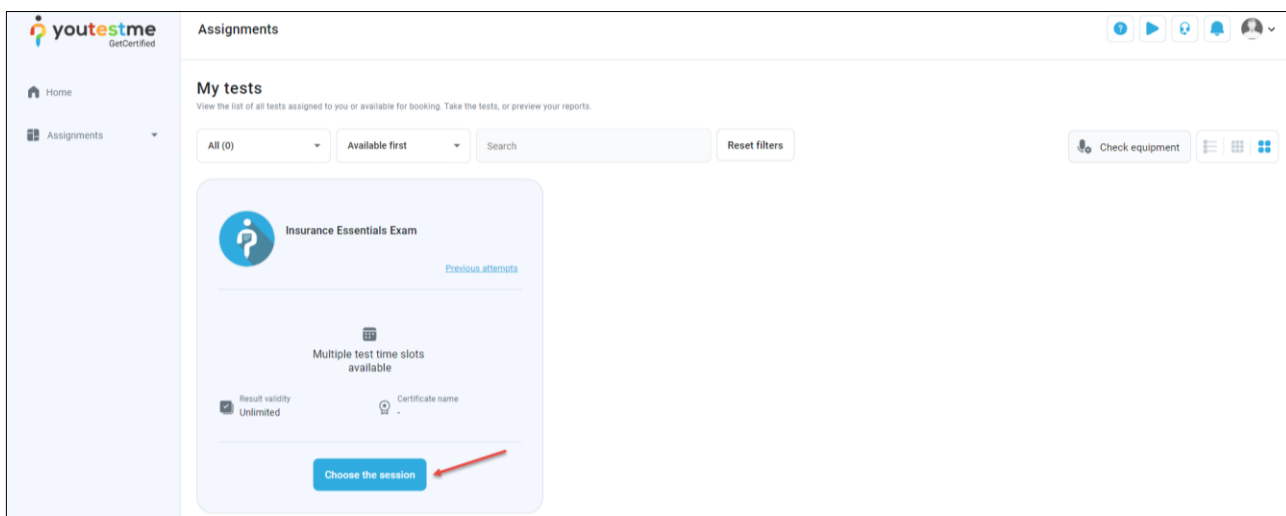 youtestme
GetCertified
Assignments
Home
Assignments
My tests
View the list of all tests assigned to you or available for booking. Take the tests, or preview your reports.
All (0)
Available first
Search
Reset filters
Check equipment
Insurance Essentials Exam
Previous attempts
Multiple test time slots
available
Result validity
Unlimited
Certificate name
-
Choose the session